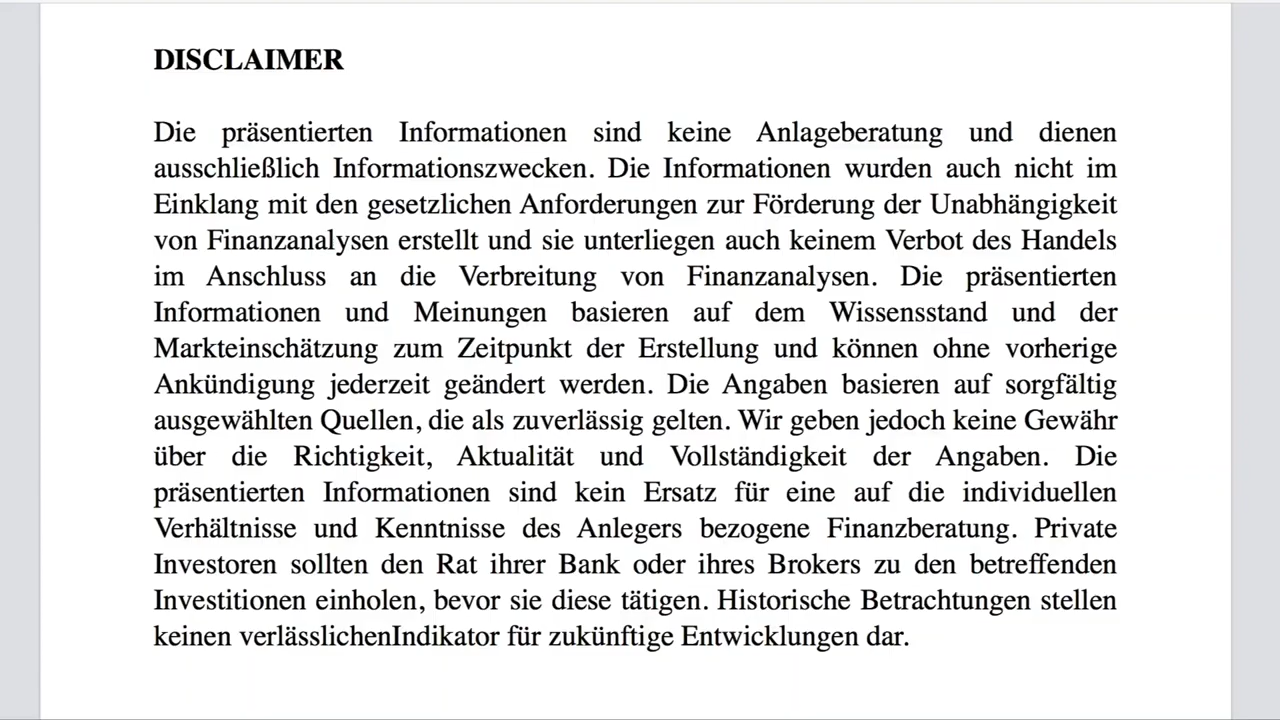 DISCLAIMER
Die präsentierten Informationen sind keine Anlageberatung und dienen
ausschließlich Informationszwecken. Die Informationen wurden auch nicht im
Einklang mit den gesetzlichen Anforderungen zur Förderung der Unabhängigkeit
von Finanzanalysen erstellt und sie unterliegen auch keinem Verbot des Handels
im Anschluss an die Verbreitung von Finanzanalysen. Die präsentierten
Informationen und Meinungen basieren auf dem Wissensstand und der
Markteinschätzung zum Zeitpunkt der Erstellung und können ohne vorherige
Ankündigung jederzeit geändert werden. Die Angaben basieren auf sorgfältig
ausgewählten Quellen, die als zuverlässig gelten. Wir geben jedoch keine Gewähr
über die Richtigkeit, Aktualität und Vollständigkeit der Angaben. Die
präsentierten Informationen sind kein Ersatz für eine auf die individuellen
Verhältnisse und Kenntnisse des Anlegers bezogene Finanzberatung. Private
Investoren sollten den Rat ihrer Bank oder ihres Brokers zu den betreffenden
Investitionen einholen, bevor sie diese tätigen. Historische Betrachtungen stellen
keinen verlässlichenIndikator für zukünftige Entwicklungen dar.